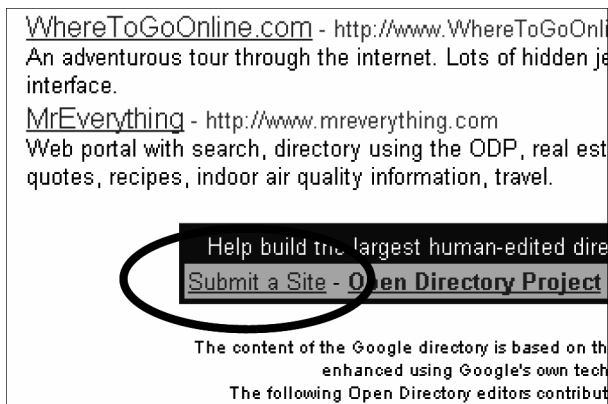 WhereToGoOnline.com - http://www.WhereToGoOnli
An adventurous tour through the internet. Lots of hidden je
interface.
MrEverything - http://www.mreverything.com
Web portal with search, directory using the ODP, real est
quotes, recipes, indoor air quality information, travel.
Help build the largest human-edited dire
Submit a Site - Open Directory Project
The content of the Google directory is based on th
enhanced using Google's own tech
The following Open Directory editors contribut